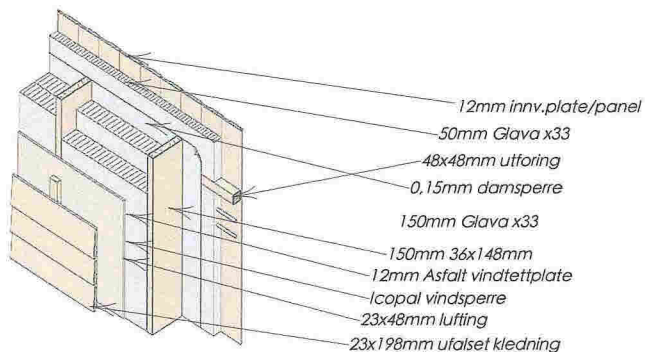 12mm innv.plate/panel
50mm Glava x33
48x48mm utforing
0,15mm damsperre
150mm Glava x33
150mm 36x148mm
12mm Asfalt vindtettplate
Icopal vindsperre
23x48mm lufting
23x198mm ufalset kledning